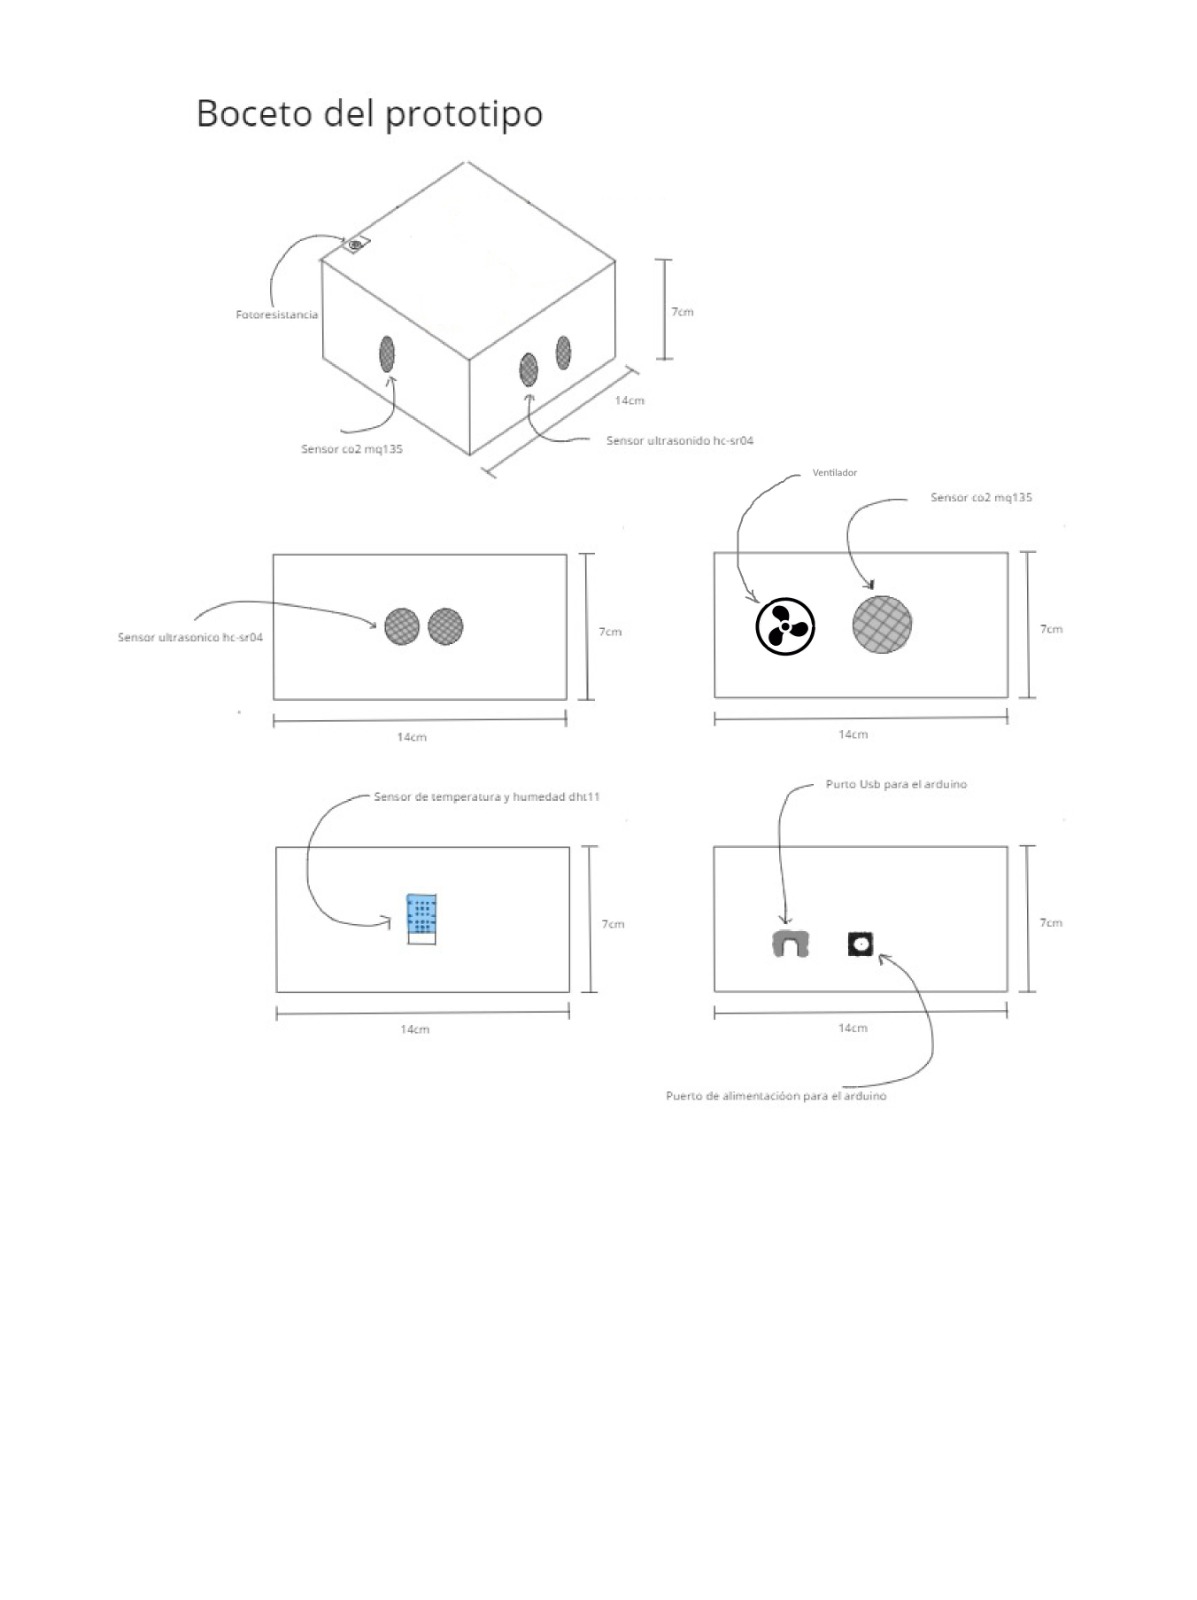 Boceto del prototipo
Fotoresistancia
7cm
14cm
Sensor co2 mq135
Sensor ultrasonido hc-sr04
Ventilador
Sensor co2 mq135
Sensor ultrasonico hc-sr04
7cm
14cm
7cm
14cm
Sensor de temperatura y humedad dht11
7cm
14cm
Purto Usb para el arduino
7cm
14cm
Puerto de alimentacióon para el arduino